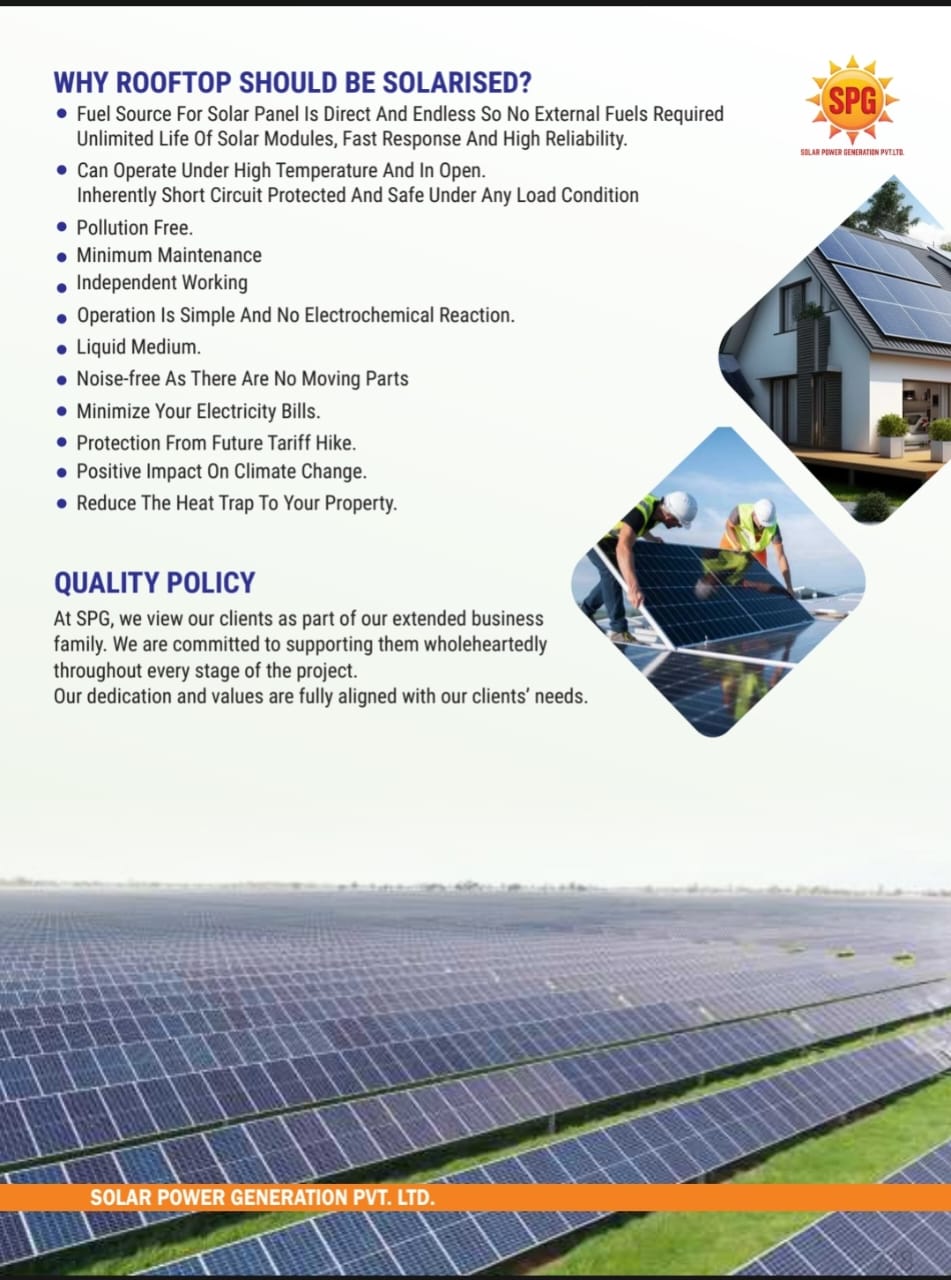 WHY ROOFTOP SHOULD BE SOLARISED?
SPG
SOLAR POWER GENERATION PVT.LTD.
• Fuel Source For Solar Panel Is Direct And Endless So No External Fuels Required
Unlimited Life Of Solar Modules, Fast Response And High Reliability.
• Can Operate Under High Temperature And In Open.
Inherently Short Circuit Protected And Safe Under Any Load Condition
• Pollution Free.
• Minimum Maintenance
• Independent Working
• Operation Is Simple And No Electrochemical Reaction.
• Liquid Medium.
• Noise-free As There Are No Moving Parts
• Minimize Your Electricity Bills.
• Protection From Future Tariff Hike.
• Positive Impact On Climate Change.
• Reduce The Heat Trap To Your Property.
QUALITY POLICY
At SPG, we view our clients as part of our extended business
family. We are committed to supporting them wholeheartedly
throughout every stage of the project.
Our dedication and values are fully aligned with our clients’ needs.
SOLAR POWER GENERATION PVT. LTD.